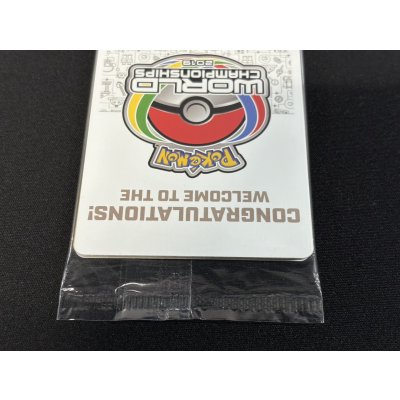 CONGRATULATIONS!
WELCOME TO THE
POKéMON
WORLD
CHAMPIONSHIPS
2019